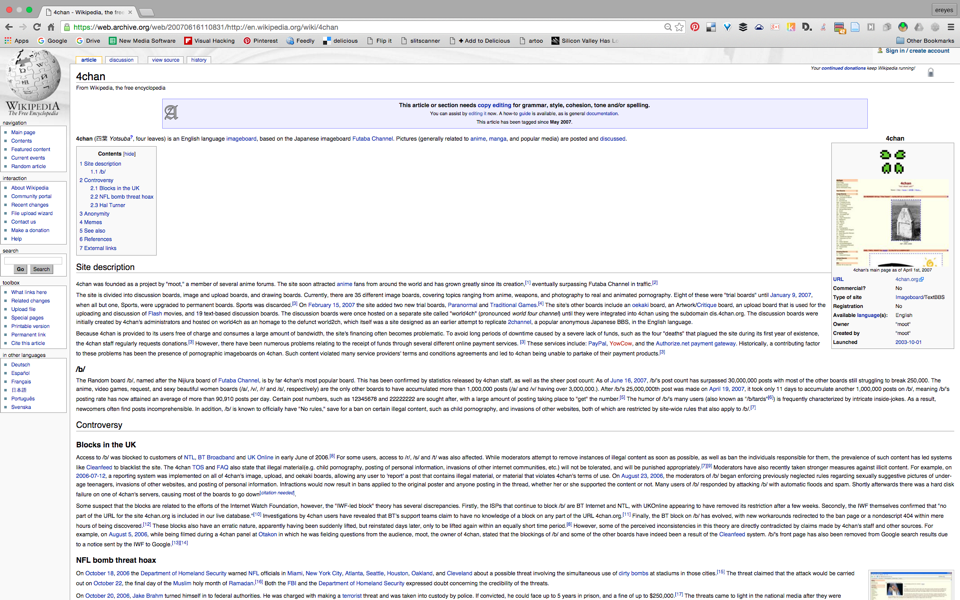 4chan - Wikipedia, the free
ereyes
https://web.archive.org/web/20070616110831/http://en.wikipedia.org/wiki/4chan
Apps Google Drive New Media Software Visual Hacking Pinterest Feedly delicious Flip it slitscanner + Add to Delicious artoo Silicon Valley Has L Other Bookmarks
Sign in / create account
article discussion view source history
Your continued donations keep Wikipedia running!
4chan
From Wikipedia, the free encyclopedia
WIKIPEDIA
The Free Encyclopedia
navigation
Main page
Contents
Featured content
Current events
Random article
interaction
About Wikipedia
Community portal
Recent changes
File upload wizard
Contact us
Make a donation
Help
search
Go Search
toolbox
What links here
Related changes
Upload file
Special pages
Printable version
Permanent link
Cite this article
in other languages
Deutsch
Español
Français
日本語
Português
Svenska
This article or section needs copy editing for grammar, style, cohesion, tone and/or spelling.
You can assist by editing it now. A how-to guide is available, as is general documentation.
This article has been tagged since May 2007.
4chan (四葉 Yotsuba?, four leaves) is an English language imageboard, based on the Japanese imageboard Futaba Channel. Pictures (generally related to anime, manga, and popular media) are posted and discussed.
Contents [hide]
1 Site description
1.1 /b/
2 Controversy
2.1 Blocks in the UK
2.2 NFL bomb threat hoax
2.3 Hal Turner
3 Anonymity
4 Memes
5 See also
6 References
7 External links
4chan
4chan's main page as of April 1st, 2007
URL 4chan.org
Commercial? No
Type of site Imageboard/TextBBS
Registration No
Available language(s) English
Owner "moot"
Created by "moot"
Launched 2003-10-01
Site description
4chan was founded as a project by "moot," a member of several anime forums. The site soon attracted anime fans from around the world and has grown greatly since its creation.[1] eventually surpassing Futaba Channel in traffic.[2]
The site is divided into discussion boards, image and upload boards, and drawing boards. Currently, there are 35 different image boards, covering topics ranging from anime, weapons, and photography to real and animated pornography. Eight of these were "trial boards" until January 9, 2007,
when all but one, Sports, were upgraded to permanent boards. Sports was discarded.[3] On February 15, 2007 the site added two new trial boards, Paranormal and Traditional Games.[4] The site's others boards include an oekaki board, an Artwork/Critique board, an upload board that is used for the
uploading and discussion of Flash movies, and 19 text-based discussion boards. The discussion boards were once hosted on a separate site called "world4ch" (pronounced world four channel) until they were integrated into 4chan using the subdomain dis.4chan.org. The discussion boards were
initially created by 4chan's administrators and hosted on world4ch as an homage to the defunct world2ch, which itself was a site designed as an earlier attempt to replicate 2channel, a popular anonymous Japanese BBS, in the English language.
Because 4chan is provided to its users free of charge and consumes a large amount of bandwidth, the site's financing often becomes problematic. To avoid long periods of downtime caused by a severe lack of funds, such as the four "deaths" that plagued the site during its first year of existence,
the 4chan staff regularly requests donations.[3] However, there have been numerous problems relating to the receipt of funds through several different online payment services. [3] These services include: PayPal, YowCow, and the Authorize.net payment gateway. Historically, a contributing factor
to these problems has been the presence of pornographic imageboards on 4chan. Such content violated many service providers' terms and conditions agreements and led to 4chan being unable to partake of their payment products.[3]
/b/
The Random board /b/, named after the Nijiura board of Futaba Channel, is by far 4chan's most popular board. This has been confirmed by statistics released by 4chan staff, as well as the sheer post count: As of June 16, 2007, /b/'s post count has surpassed 30,000,000 posts with most of the other boards still struggling to break 250,000. The
anime, video games, request, and sexy beautiful women boards (/a/, /v/, /r/ and /s/, respectively) are the only other boards to have accumulated more than 1,000,000 posts (/a/ and /v/ having over 3,000,000.). After /b/'s 25,000,000th post was made on April 19, 2007, it took only 11 days to accumulate another 1,000,000 posts on /b/, meaning /b/'s
posting rate has now attained an average of more than 90,910 posts per day. Certain post numbers, such as 12345678 and 22222222 are sought after, with a large amount of posting taking place to "get" the number.[5] The humor of /b/'s many users (also known as "/b/tards"[6]) is frequently characterized by intricate inside-jokes. As a result,
newcomers often find posts incomprehensible. In addition, /b/ is known to officially have "No rules," save for a ban on certain illegal content, such as child pornography, and invasions of other websites, both of which are restricted by site-wide rules that also apply to /b/.[7]
Controversy
Blocks in the UK
Access to /b/ was blocked to customers of NTL, BT Broadband and UK Online in early June of 2006.[8] For some users, access to /r/, /s/ and /t/ was also affected. While moderators attempt to remove instances of illegal content as soon as possible, as well as ban the individuals responsible for them, the prevalence of such content has led systems
like Cleanfeed to blacklist the site. The 4chan TOS and FAQ also state that illegal material(e.g. child pornography, posting of personal information, invasions of other internet communities, etc.) will not be tolerated, and will be punished appropriately.[7][9] Moderators have also recently taken stronger measures against illicit content. For example, on
2006-07-12, a reporting system was implemented on all of 4chan's image, upload, and oekaki boards, allowing any user to 'report' a post that contains illegal material, or material that violates 4chan's terms of use. On August 23, 2006, the moderators of /b/ began enforcing previously neglected rules regarding sexually suggestive pictures of under-
age teenagers, invasions of other websites, and posting of personal information. Infractions would now result in bans applied to the original poster and anyone posting in the thread, whether her or she supported the content or not. Many users of /b/ responded by attacking /b/ with automatic floods and spam. Shortly afterwards there was a hard disk
failure on one of 4chan's servers, causing most of the boards to go down[citation needed].
Some suspect that the blocks are related to the efforts of the Internet Watch Foundation, however, the "IWF-led block" theory has several discrepancies. Firstly, the ISPs that continue to block /b/ are BT Internet and NTL, with UKOnline appearing to have removed its restriction after a few weeks. Secondly, the IWF themselves confirmed that "no
part of the URL for the site 4chan.org is included in our live database."[10] Investigations by 4chan users have revealed that BT's support teams claim to have no knowledge of a block on any part of the URL 4chan.org.[11] Finally, the BT block on /b/ has evolved, with new workarounds redirected to the ban page or a nondescript 404 within mere
hours of being discovered.[12] These blocks also have an erratic nature, apparently having been suddenly lifted, but reinstated days later, only to be lifted again within an equally short time period.[8] However, some of the perceived inconsistencies in this theory are directly contradicted by claims made by 4chan's staff and other sources. For
example, on August 5, 2006, while being filmed during a 4chan panel at Otakon in which he was fielding questions from the audience, moot, the owner of 4chan, stated that the blockings of /b/ and some of the other boards have indeed been a result of the Cleanfeed system. /b/'s front page has also been removed from Google search results due
to a notice sent by the IWF to Google.[13][14]
NFL bomb threat hoax
On October 18, 2006 the Department of Homeland Security warned NFL officials in Miami, New York City, Atlanta, Seattle, Houston, Oakland, and Cleveland about a possible threat involving the simultaneous use of dirty bombs at stadiums in those cities.[15] The threat claimed that the attack would be carried
out on October 22, the final day of the Muslim holy month of Ramadan.[16] Both the FBI and the Department of Homeland Security expressed doubt concerning the credibility of the threats.
On October 20, 2006, Jake Brahm turned himself in to federal authorities. He was charged with making a terrorist threat and was taken into custody by police. If convicted, he could face up to 5 years in prison, and a fine of up to $250,000.[17] The threats came to light in the national media after they were